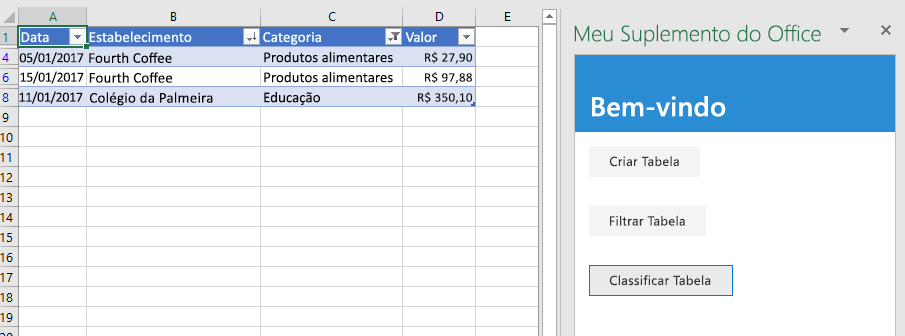 A B C D E
1 Data Estabelecimento Categoria Valor
4 05/01/2017 Fourth Coffee Produtos alimentares R$ 27,90
6 15/01/2017 Fourth Coffee Produtos alimentares R$ 97,88
8 11/01/2017 Colégio da Palmeira Educação R$ 350,10
9
10
11
12
13
14
15
16
17
18
19
20
Meu Suplemento do Office
Bem-vindo
Criar Tabela
Filtrar Tabela
Classificar Tabela